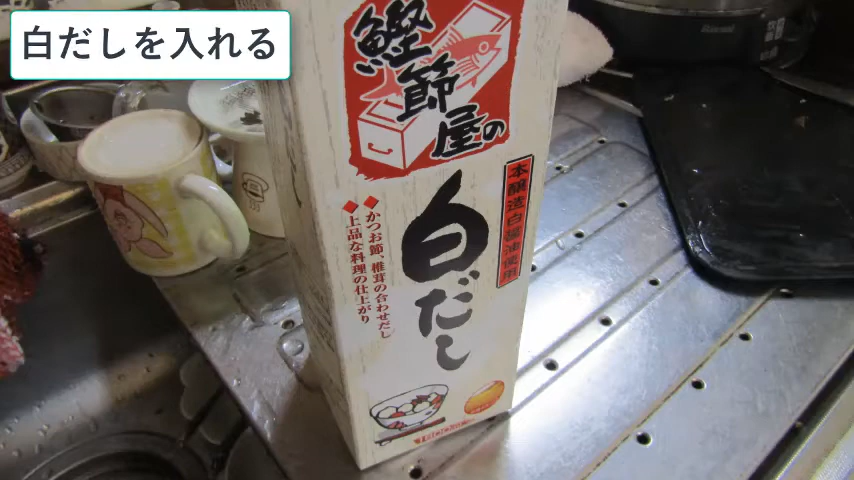 白だしを入れる
鰹節屋の
本醸造白醤油使用
白だし
◆かつお節、椎茸の合わせだし
◆上品な料理の仕上がり